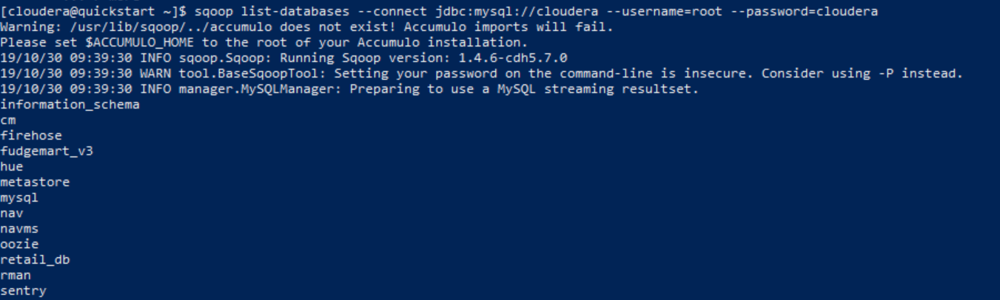 [cloudera@quickstart ~]$ sqoop list-databases --connect jdbc:mysql://cloudera --username=root --password=cloudera
Warning: /usr/lib/sqoop/../accumulo does not exist! Accumulo imports will fail.
Please set $ACCUMULO_HOME to the root of your Accumulo installation.
19/10/30 09:39:30 INFO sqoop.Sqoop: Running Sqoop version: 1.4.6-cdh5.7.0
19/10/30 09:39:30 WARN tool.BaseSqoopTool: Setting your password on the command-line is insecure. Consider using -P instead.
19/10/30 09:39:30 INFO manager.MySQLManager: Preparing to use a MySQL streaming resultset.
information_schema
cm
firehose
fudgemart_v3
hue
metastore
mysql
nav
navms
oozie
retail_db
rman
sentry